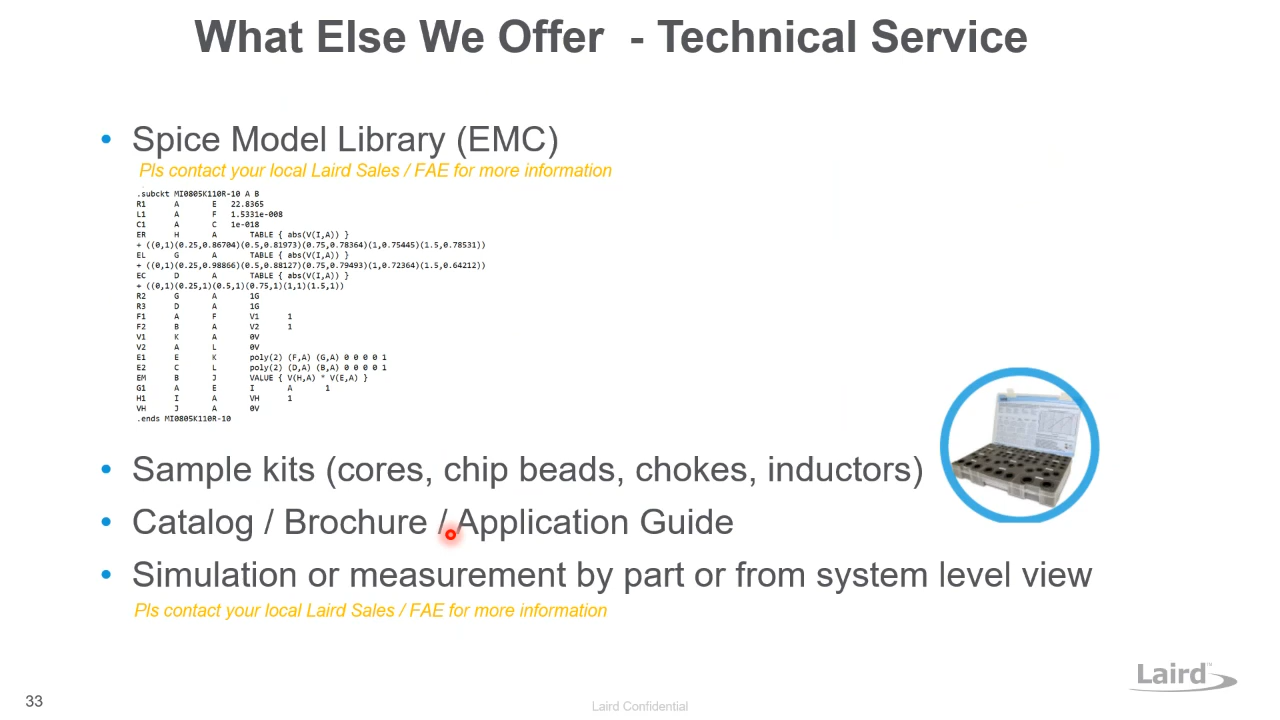 What Else We Offer - Technical Service
• Spice Model Library (EMC)
Pls contact your local Laird Sales / FAE for more information
.subckt MI0805K110R-10 A B
R1 A E 22.8365
L1 A F 1.5331e-008
C1 A C 1e-018
ER H A TABLE { abs(V(I,A)) }
+ ((0,1)(0.25,0.86704)(0.5,0.81973)(0.75,0.78364)(1,0.75445)(1.5,0.78531))
EL G A TABLE { abs(V(I,A)) }
+ ((0,1)(0.25,0.98866)(0.5,0.88127)(0.75,0.79493)(1,0.72364)(1.5,0.64212))
EC D A TABLE { abs(V(I,A)) }
+ ((0,1)(0.25,1)(0.5,1)(0.75,1)(1,1)(1.5,1))
R2 G A 1G
R3 D A 1G
F1 A F V1 1
F2 B A V2 1
V1 K A 0V
V2 A L 0V
E1 E K poly(2) (F,A) (G,A) 0 0 0 0 1
E2 C L poly(2) (D,A) (B,A) 0 0 0 0 1
EM B J VALUE { V(H,A) * V(E,A) }
G1 A E I A 1
H1 I A VH 1
VH J A 0V
.ends MI0805K110R-10
• Sample kits (cores, chip beads, chokes, inductors)
• Catalog / Brochure / Application Guide
• Simulation or measurement by part or from system level view
Pls contact your local Laird Sales / FAE for more information
Laird™
33
Laird Confidential